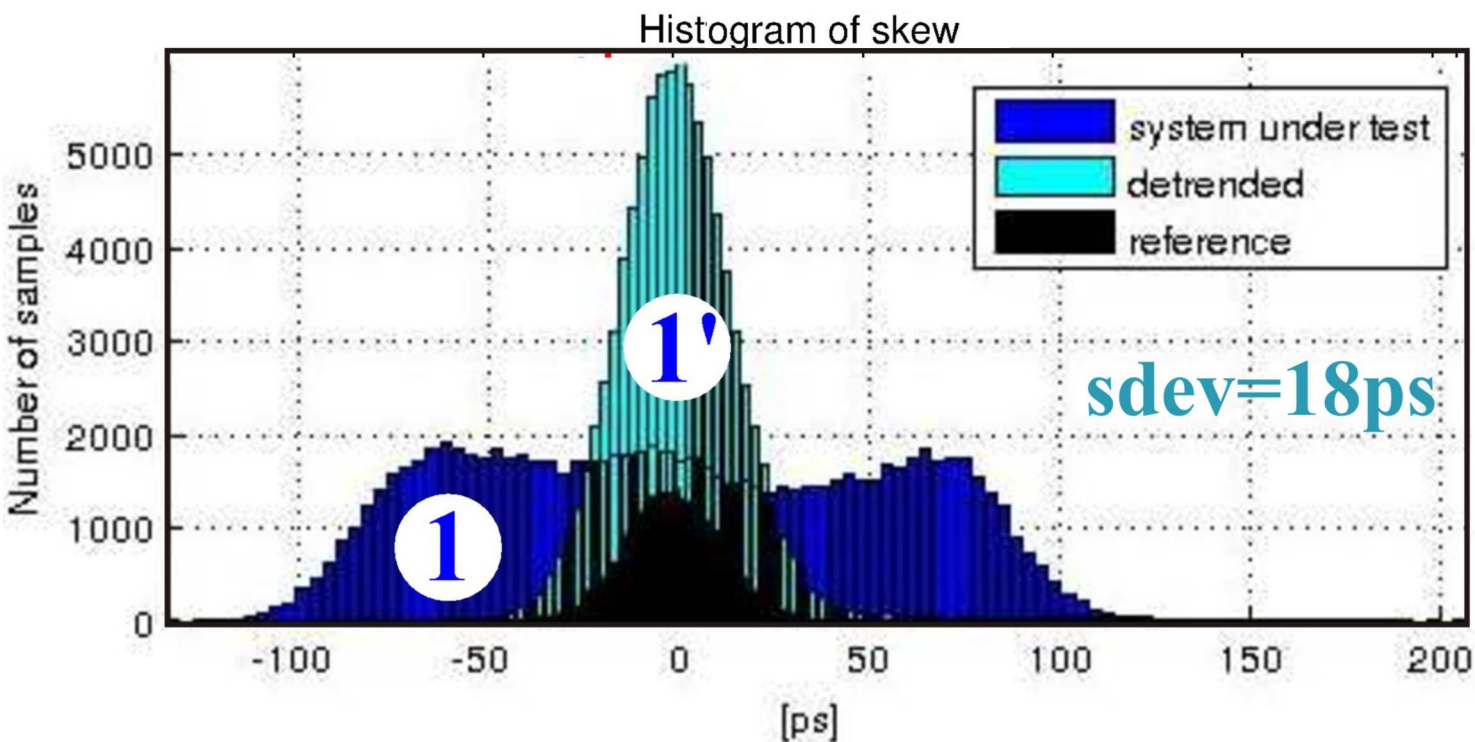 Histogram of skew
system under test
detrended
reference
Number of samples
5000
4000
3000
2000
1000
0
1'
1
sdev=18ps
-100 -50 0 50 100 150 200
[ps]